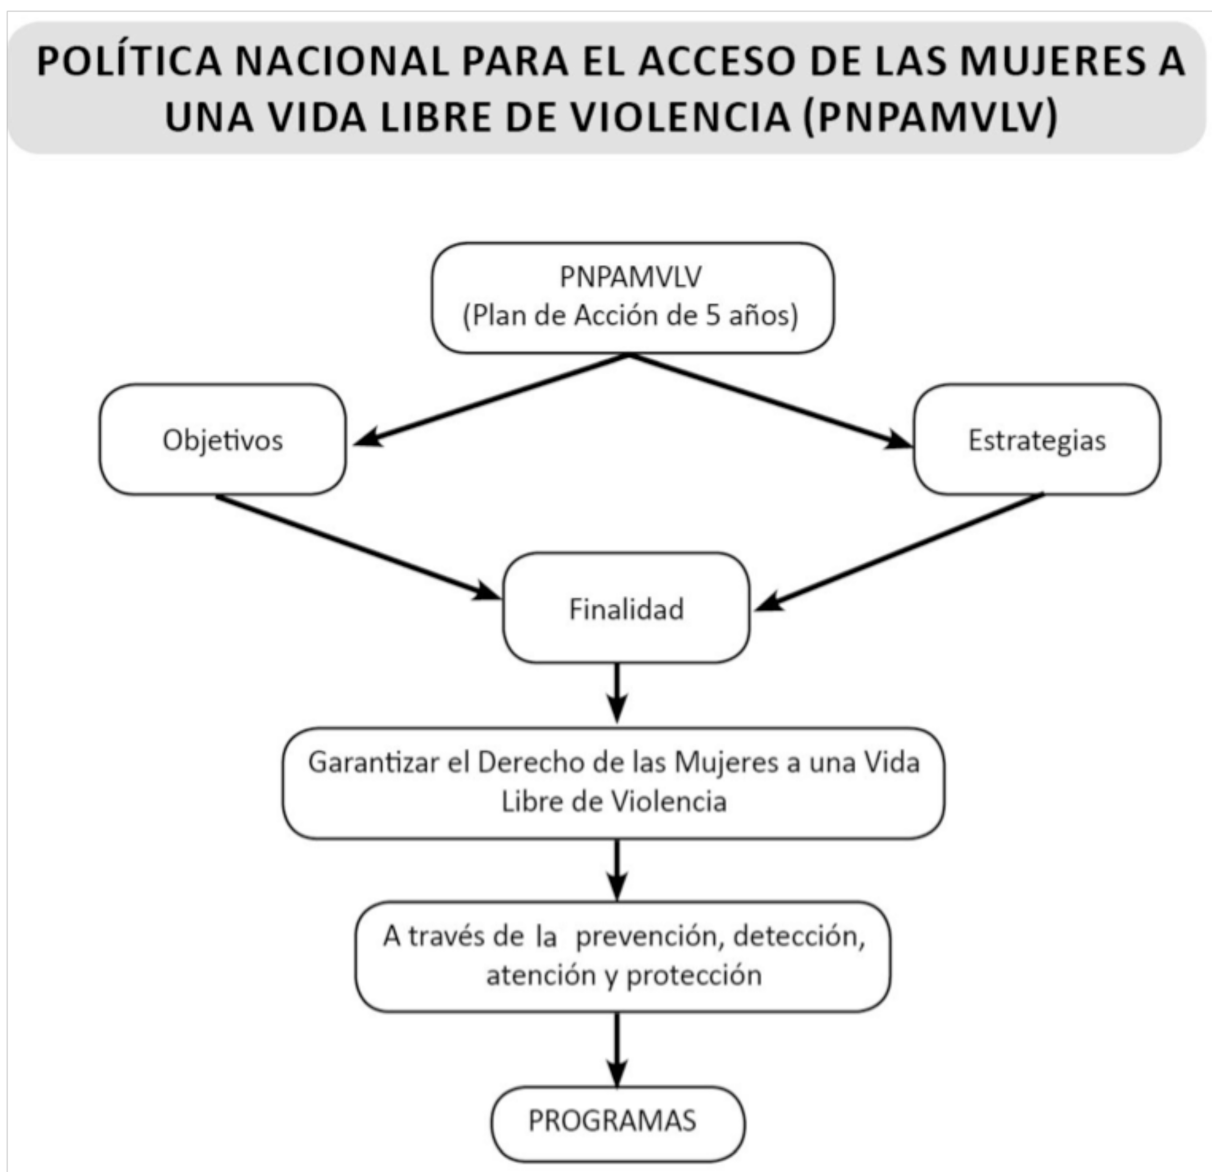 POLÍTICA NACIONAL PARA EL ACCESO DE LAS MUJERES A
UNA VIDA LIBRE DE VIOLENCIA (PNPAMVLV)
PNPAMVLV
(Plan de Acción de 5 años)
Objetivos
Estrategias
Finalidad
Garantizar el Derecho de las Mujeres a una Vida
Libre de Violencia
A través de la prevención, detección,
atención y protección
PROGRAMAS